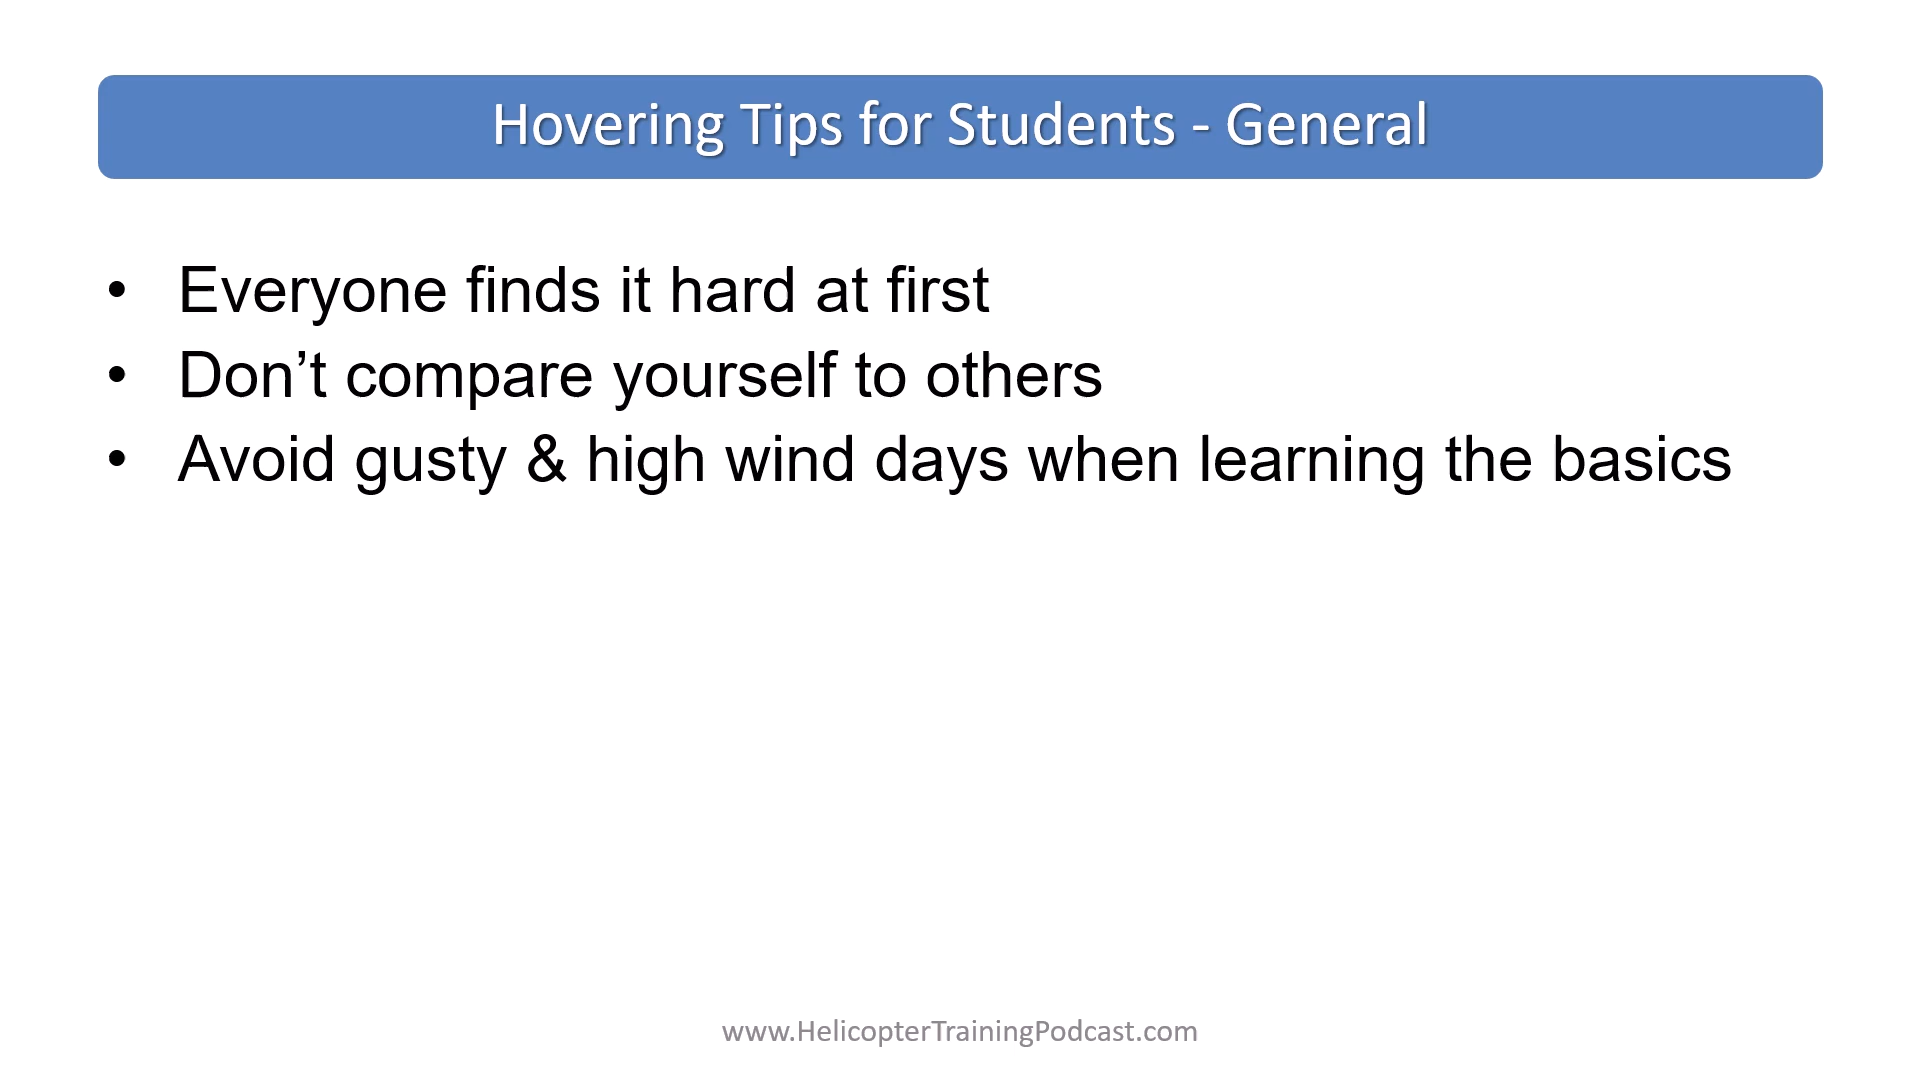 Hovering Tips for Students - General
• Everyone finds it hard at first
• Don’t compare yourself to others
• Avoid gusty & high wind days when learning the basics
www.HelicopterTrainingPodcast.com